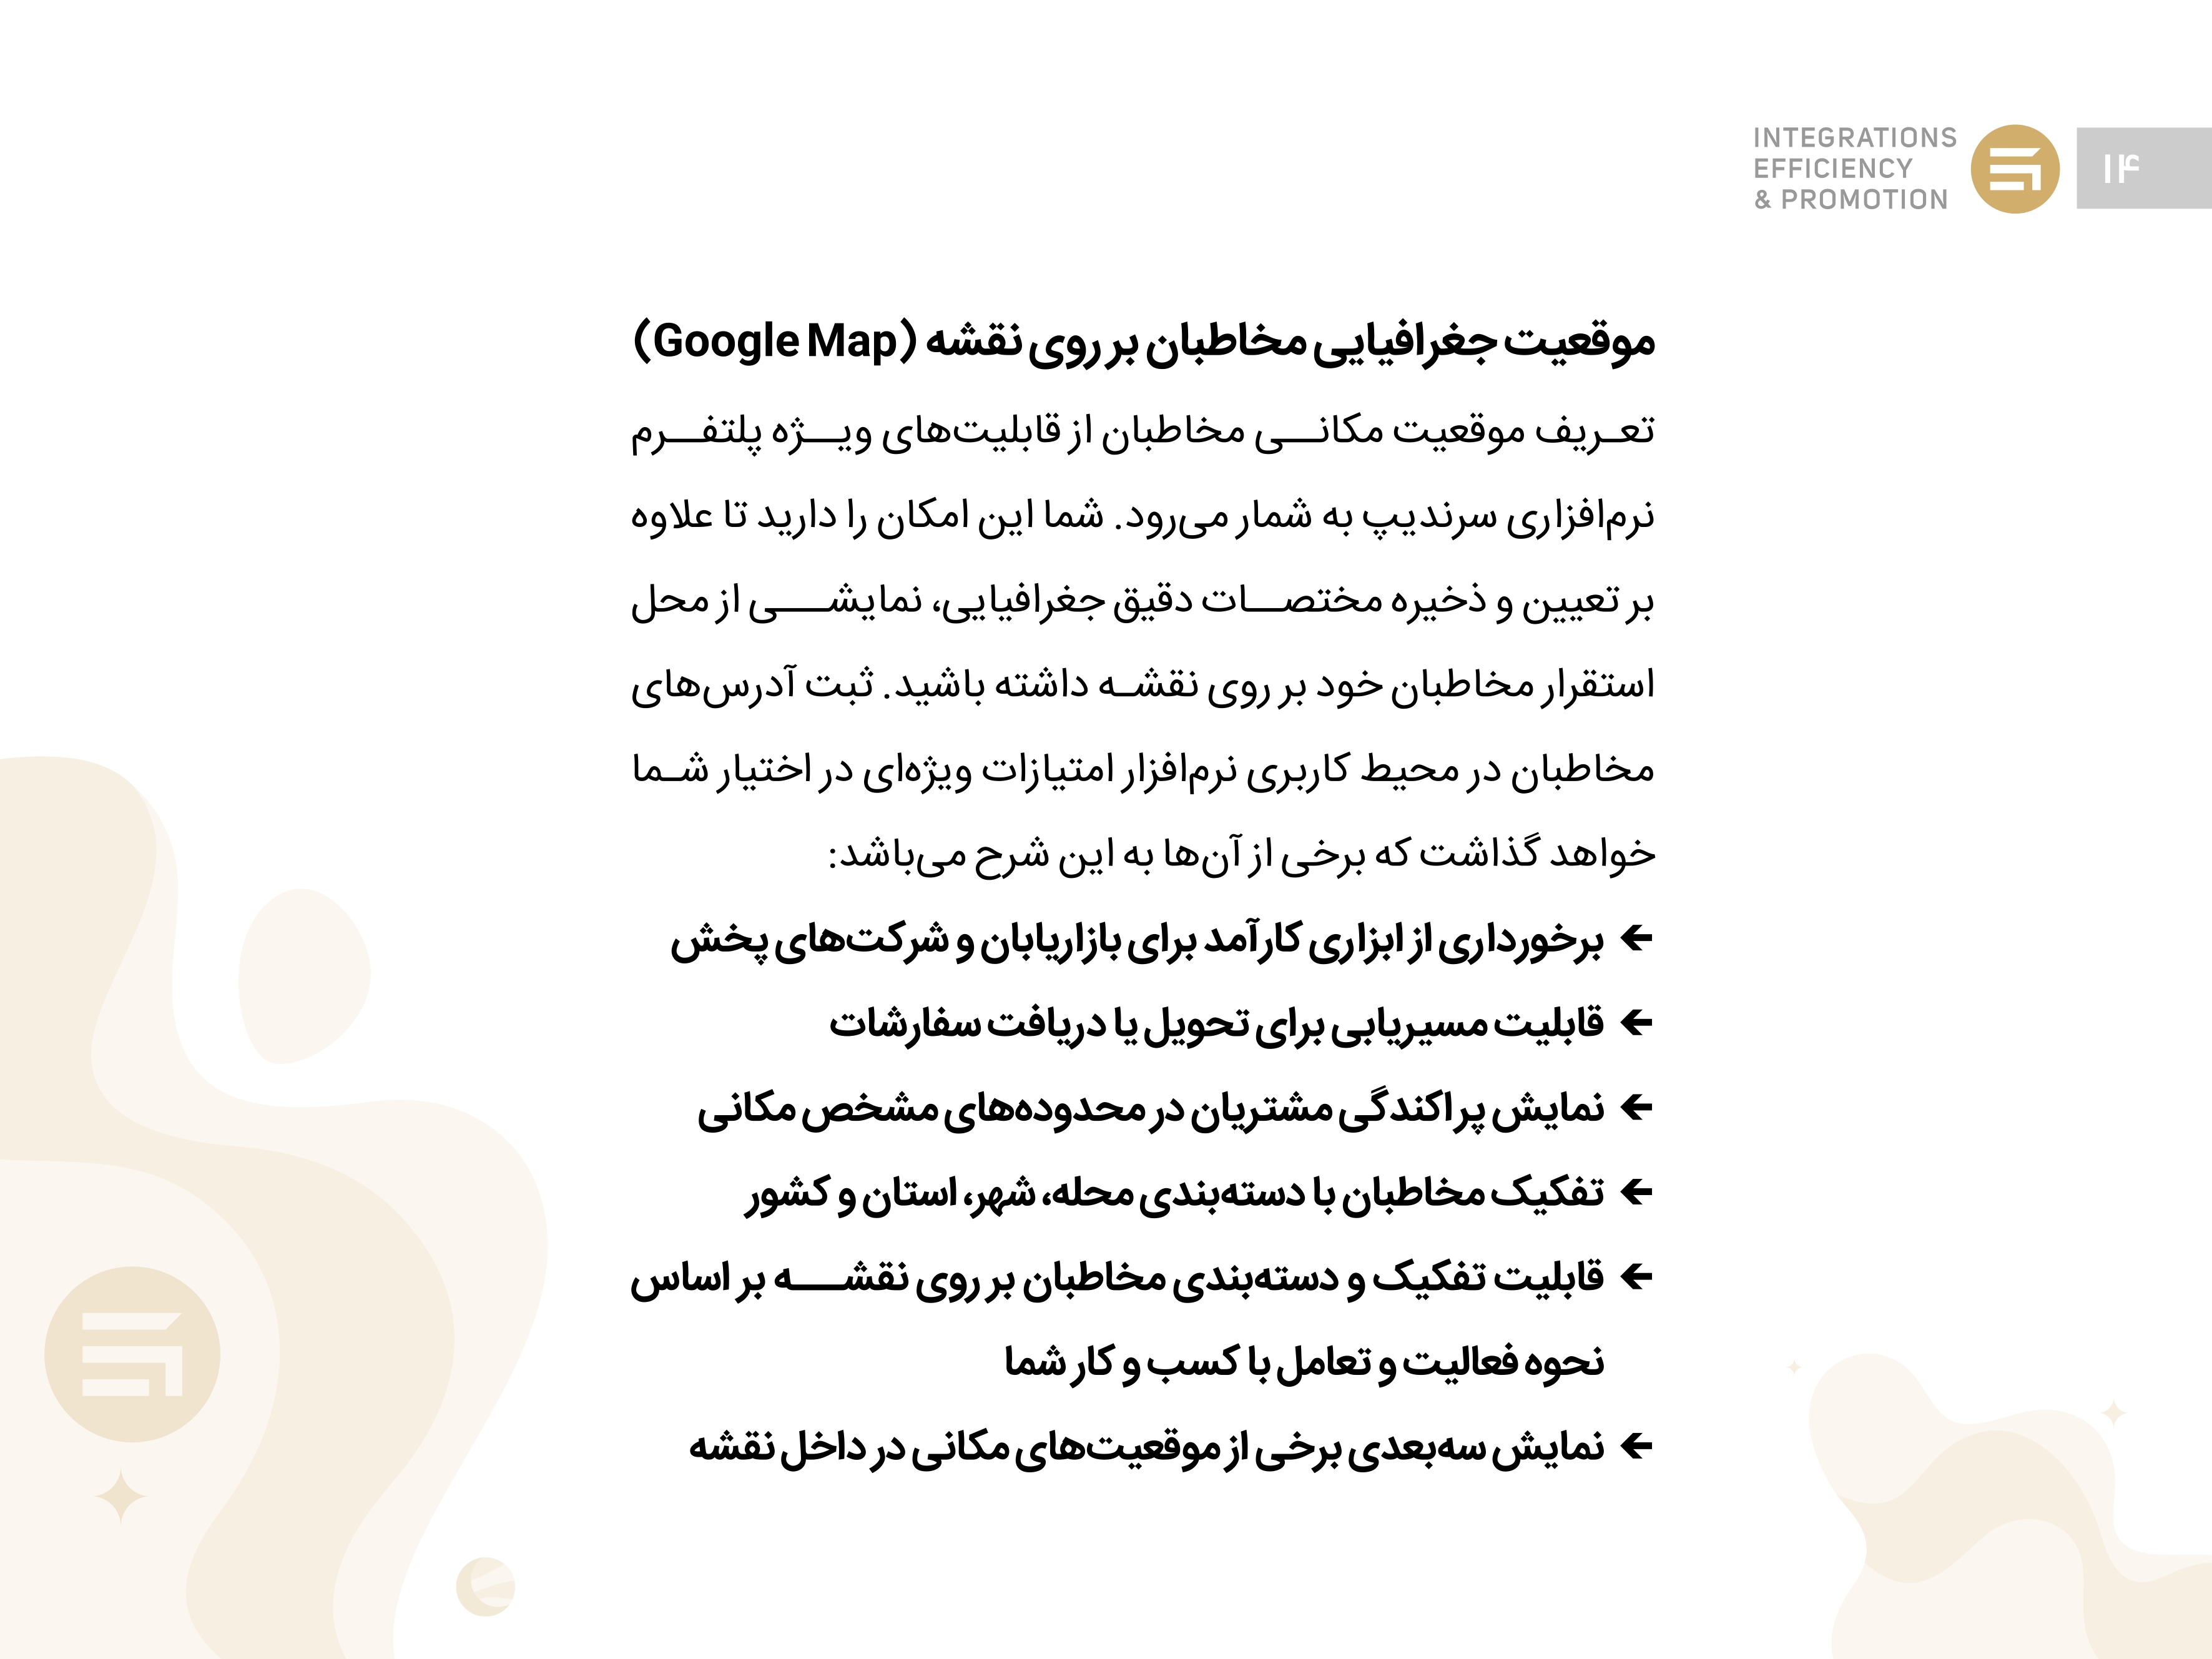 INTEGRATIONS
EFFICIENCY
& PROMOTION
۱۴
موقعیت جغرافیایی مخاطبان بر روی نقشه (Google Map)
تعـریف موقعیت مکانــی مخاطبان از قابلیت‌های ویــژه پلتفــرم
نرم‌افزاری سرندیپ به شمار می‌رود. شما این امکان را دارید تا علاوه
بر تعیین و ذخیره مختصــات دقیق جغرافیایی، نمایشــی از محل
استقرار مخاطبان خود بر روی نقشـه داشته باشید. ثبت آدرس‌های
مخاطبان در محیط کاربری نرم‌افزار امتیازات ویژه‌ای در اختیار شـما
خواهد گذاشت که برخی از آن‌ها به این شرح می‌باشد:
← برخورداری از ابزاری کارآمد برای بازاریابان و شرکت‌های پخش
← قابلیت مسیریابی برای تحویل یا دریافت سفارشات
← نمایش پراکندگی مشتریان در محدوده‌های مشخص مکانی
← تفکیک مخاطبان با دسته‌بندی محله، شهر، استان و کشور
← قابلیت تفکیک و دسته‌بندی مخاطبان بر روی نقشــه بر اساس
نحوه فعالیت و تعامل با کسب و کار شما
← نمایش سه‌بعدی برخی از موقعیت‌های مکانی در داخل نقشه